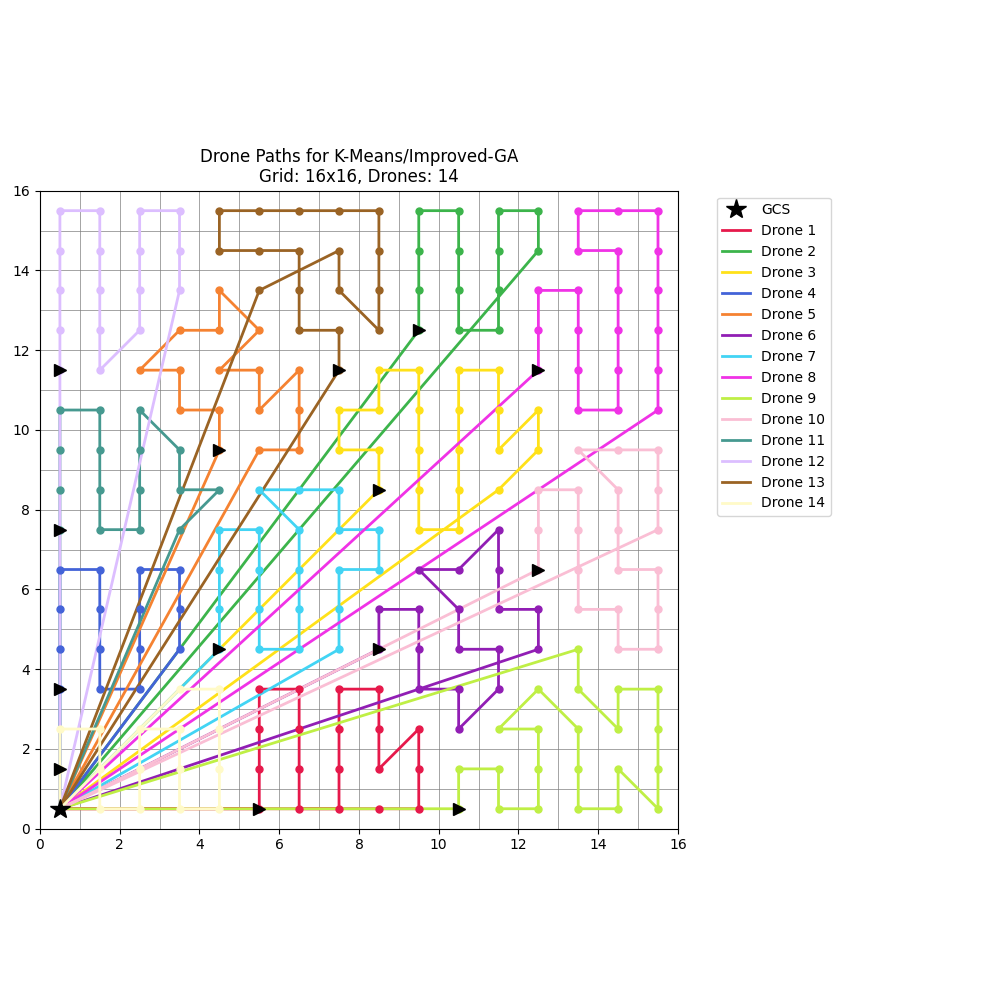 Drone Paths for K-Means/Improved-GA
Grid: 16x16, Drones: 14
16
14
12
10
8
6
4
2
0
0 2 4 6 8 10 12 14 16
GCS
Drone 1
Drone 2
Drone 3
Drone 4
Drone 5
Drone 6
Drone 7
Drone 8
Drone 9
Drone 10
Drone 11
Drone 12
Drone 13
Drone 14